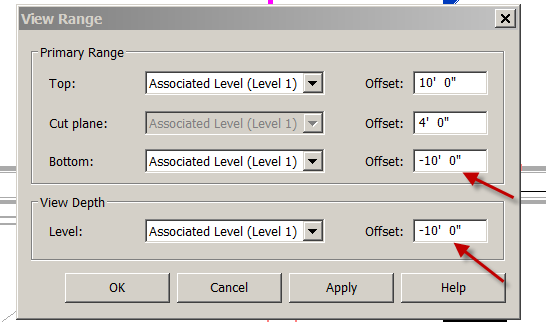 View Range
Primary Range
Top: Associated Level (Level 1) Offset: 10' 0"
Cut plane: Associated Level (Level 1) Offset: 4' 0"
Bottom: Associated Level (Level 1) Offset: -10' 0"
View Depth
Level: Associated Level (Level 1) Offset: -10' 0"
OK Cancel Apply Help